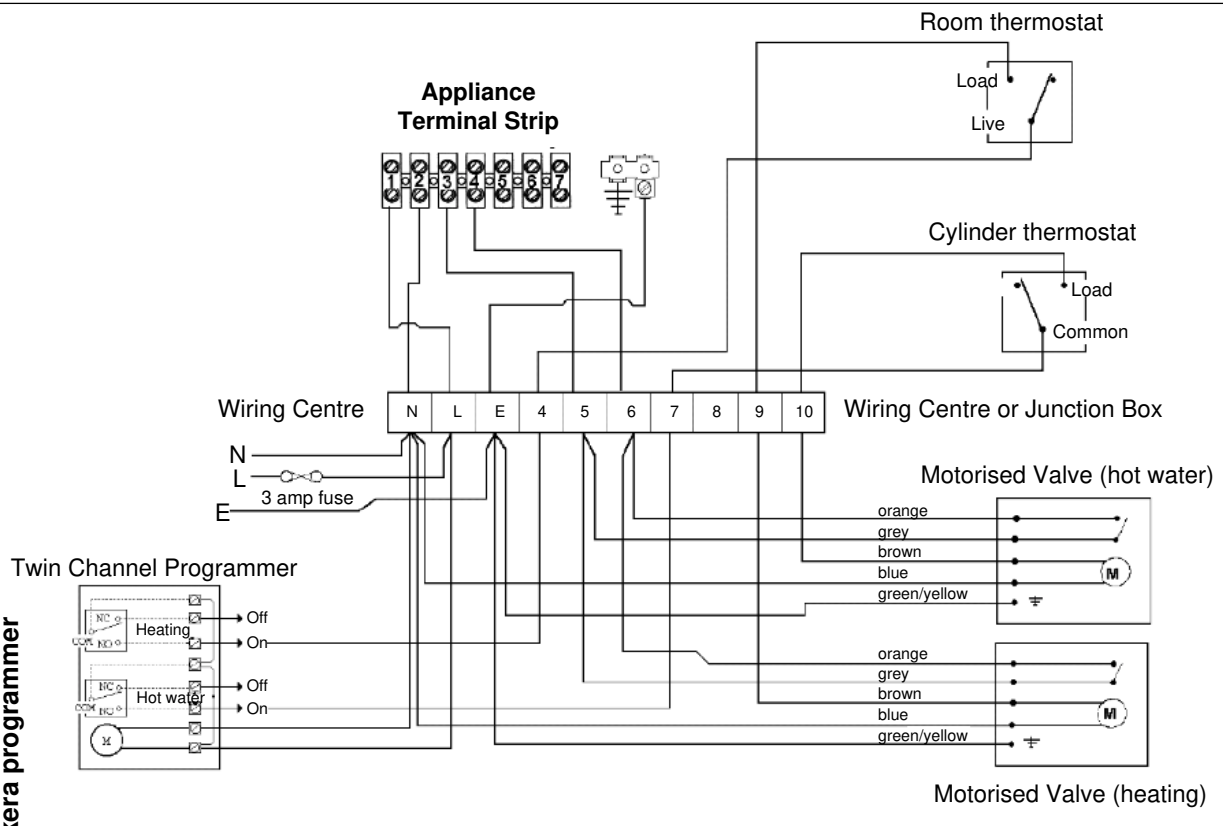 Room thermostat
Load
Live
Appliance
Terminal Strip
1 2 3 4 5 6 7
Cylinder thermostat
Load
Common
Wiring Centre
N L E 4 5 6 7 8 9 10
Wiring Centre or Junction Box
N
L
3 amp fuse
E
Motorised Valve (hot water)
orange
grey
brown
blue
green/yellow
M
Twin Channel Programmer
NC
COM
NO
Heating
Off
On
NC
COM
NO
Hot water
Off
On
M
orange
grey
brown
blue
green/yellow
M
Motorised Valve (heating)
programmer